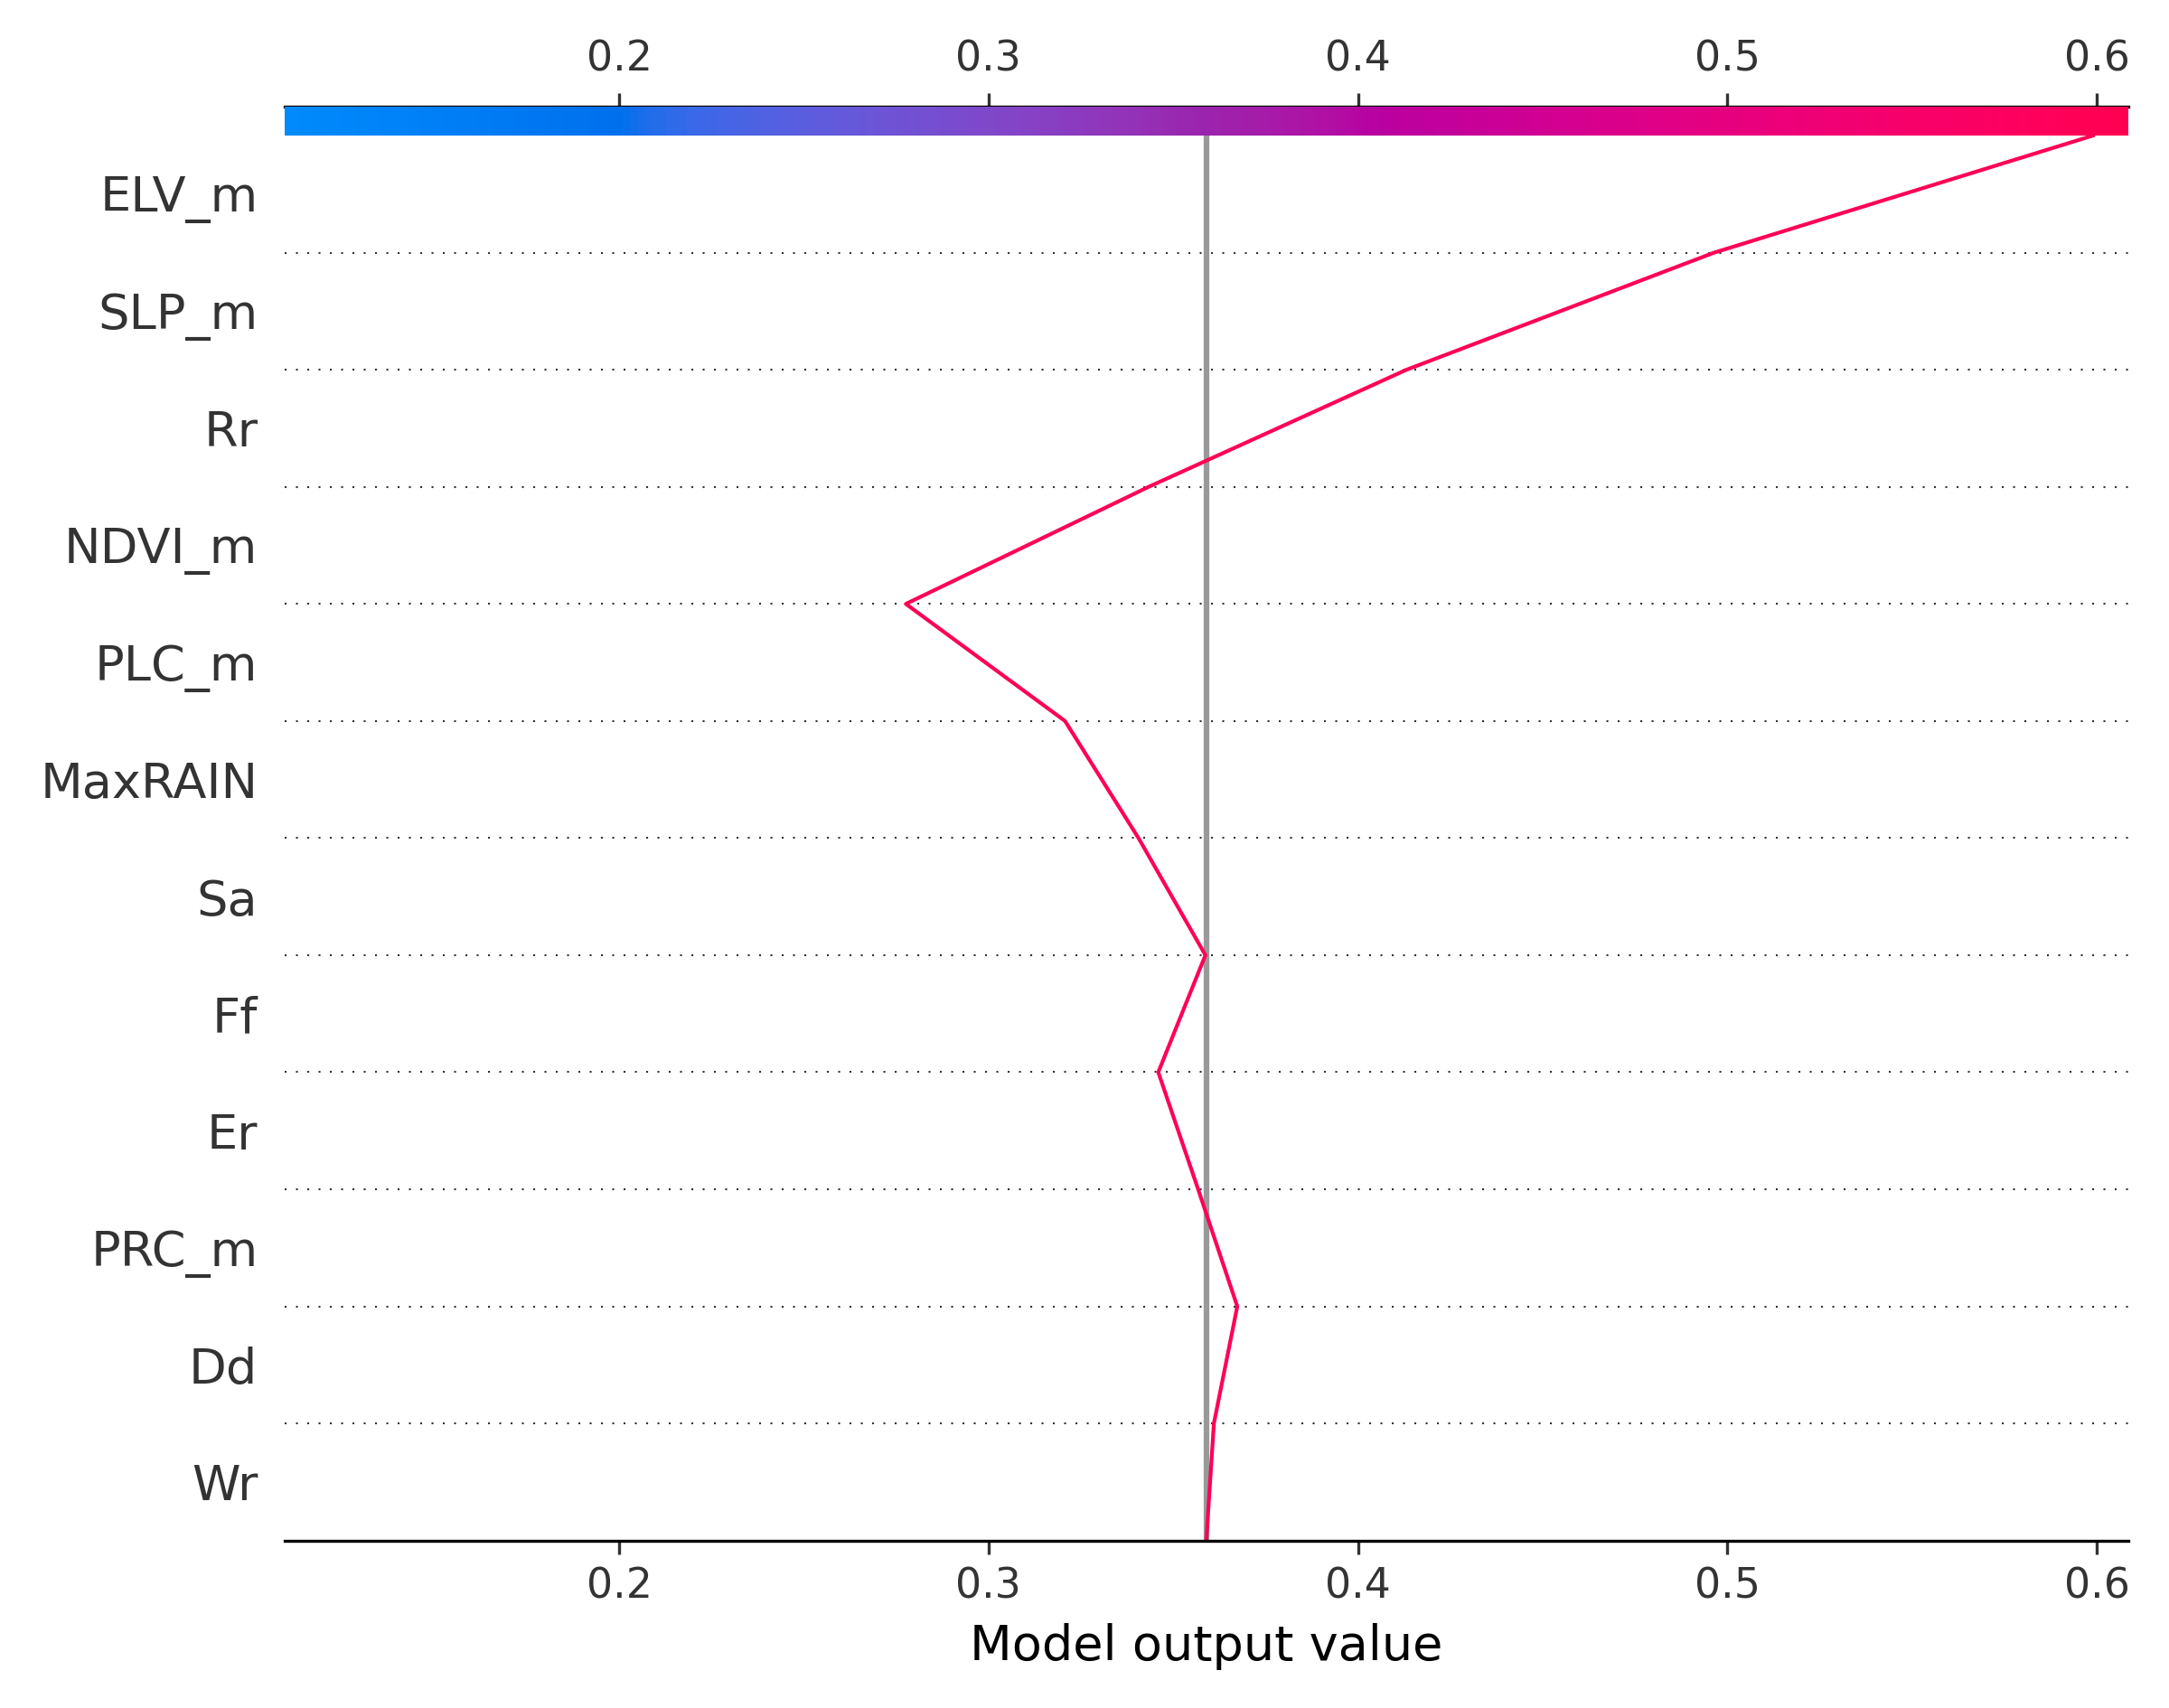 0.2 0.3 0.4 0.5 0.6
ELV_m
SLP_m
Rr
NDVI_m
PLC_m
MaxRAIN
Sa
Ff
Er
PRC_m
Dd
Wr
0.2 0.3 0.4 0.5 0.6
Model output value